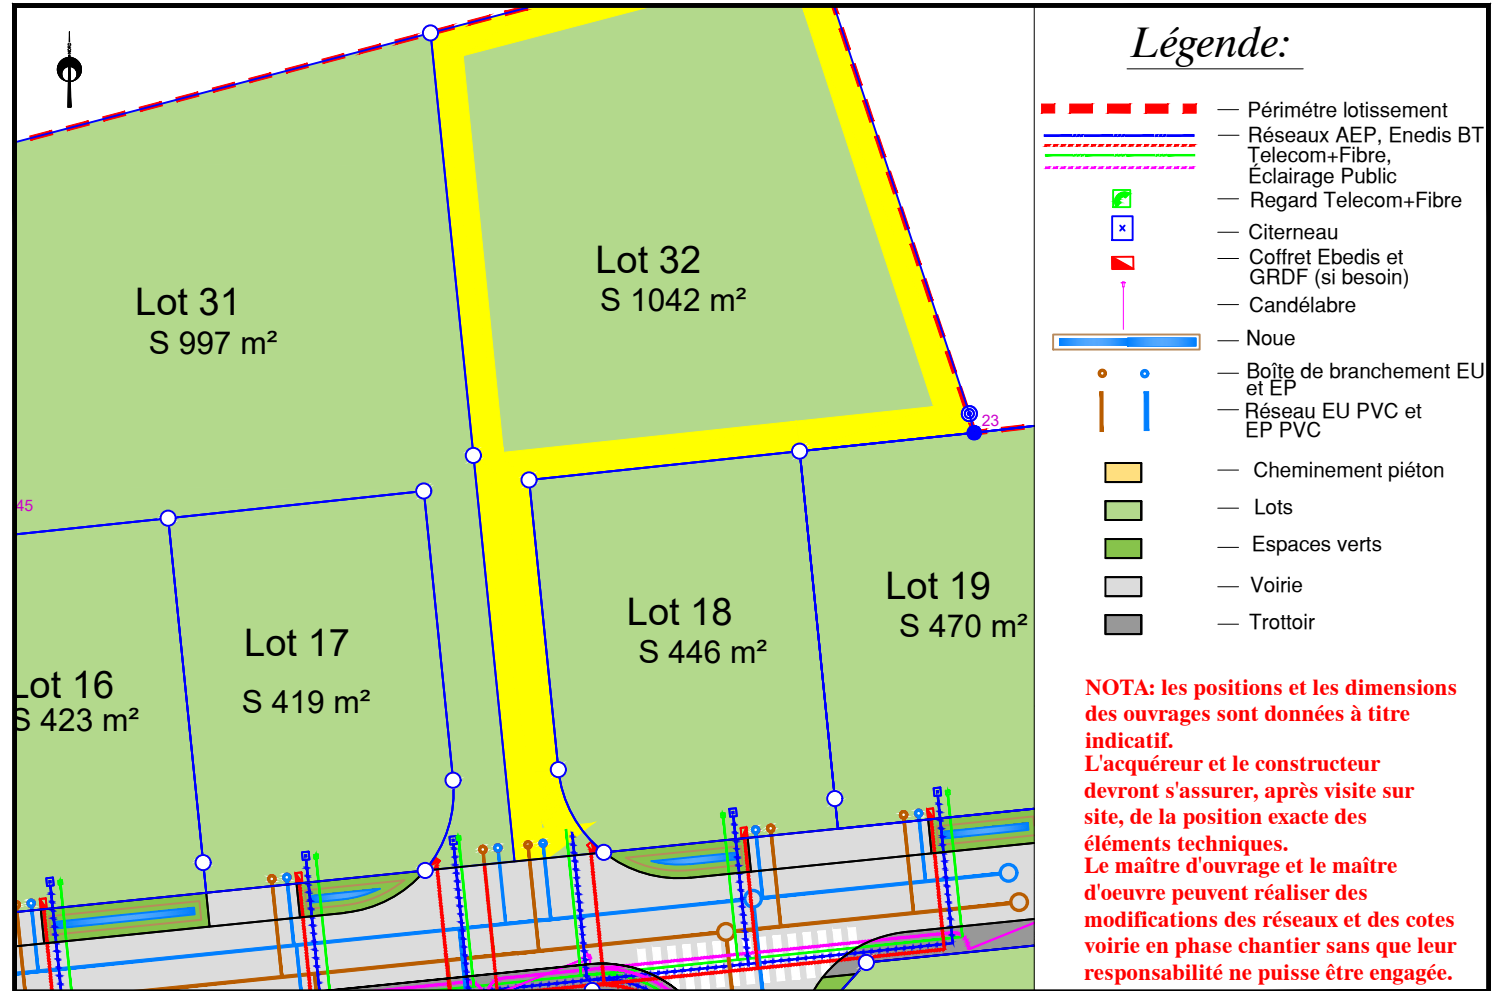 Lot 32
S 1042 m²
Lot 31
S 997 m²
23
45
Lot 19
S 470 m²
Lot 18
S 446 m²
Lot 17
S 419 m²
Lot 16
S 423 m²
Légende:
Périmétre lotissement
Réseaux AEP, Enedis BT
Telecom+Fibre,
Éclairage Public
Regard Telecom+Fibre
Citerneau
Coffret Ebedis et
GRDF (si besoin)
Candélabre
Noue
Boîte de branchement EU
et EP
Réseau EU PVC et
EP PVC
Cheminement piéton
Lots
Espaces verts
Voirie
Trottoir
NOTA: les positions et les dimensions
des ouvrages sont données à titre
indicatif.
L'acquéreur et le constructeur
devront s'assurer, après visite sur
site, de la position exacte des
éléments techniques.
Le maître d'ouvrage et le maître
d'oeuvre peuvent réaliser des
modifications des réseaux et des cotes
voirie en phase chantier sans que leur
responsabilité ne puisse être engagée.